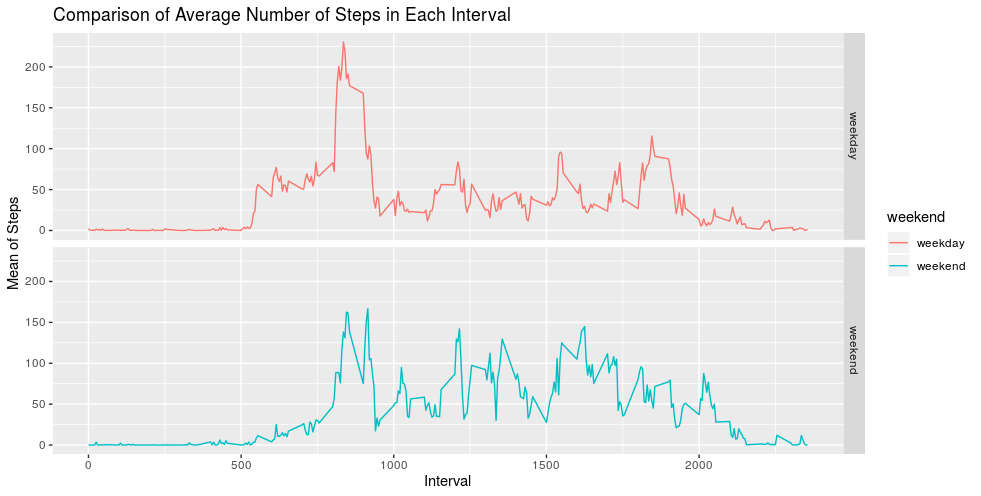 Comparison of Average Number of Steps in Each Interval
Mean of Steps
200
150
100
50
0
weekday
200
150
100
50
0
weekend
0 500 1000 1500 2000
Interval
weekend
weekday
weekend